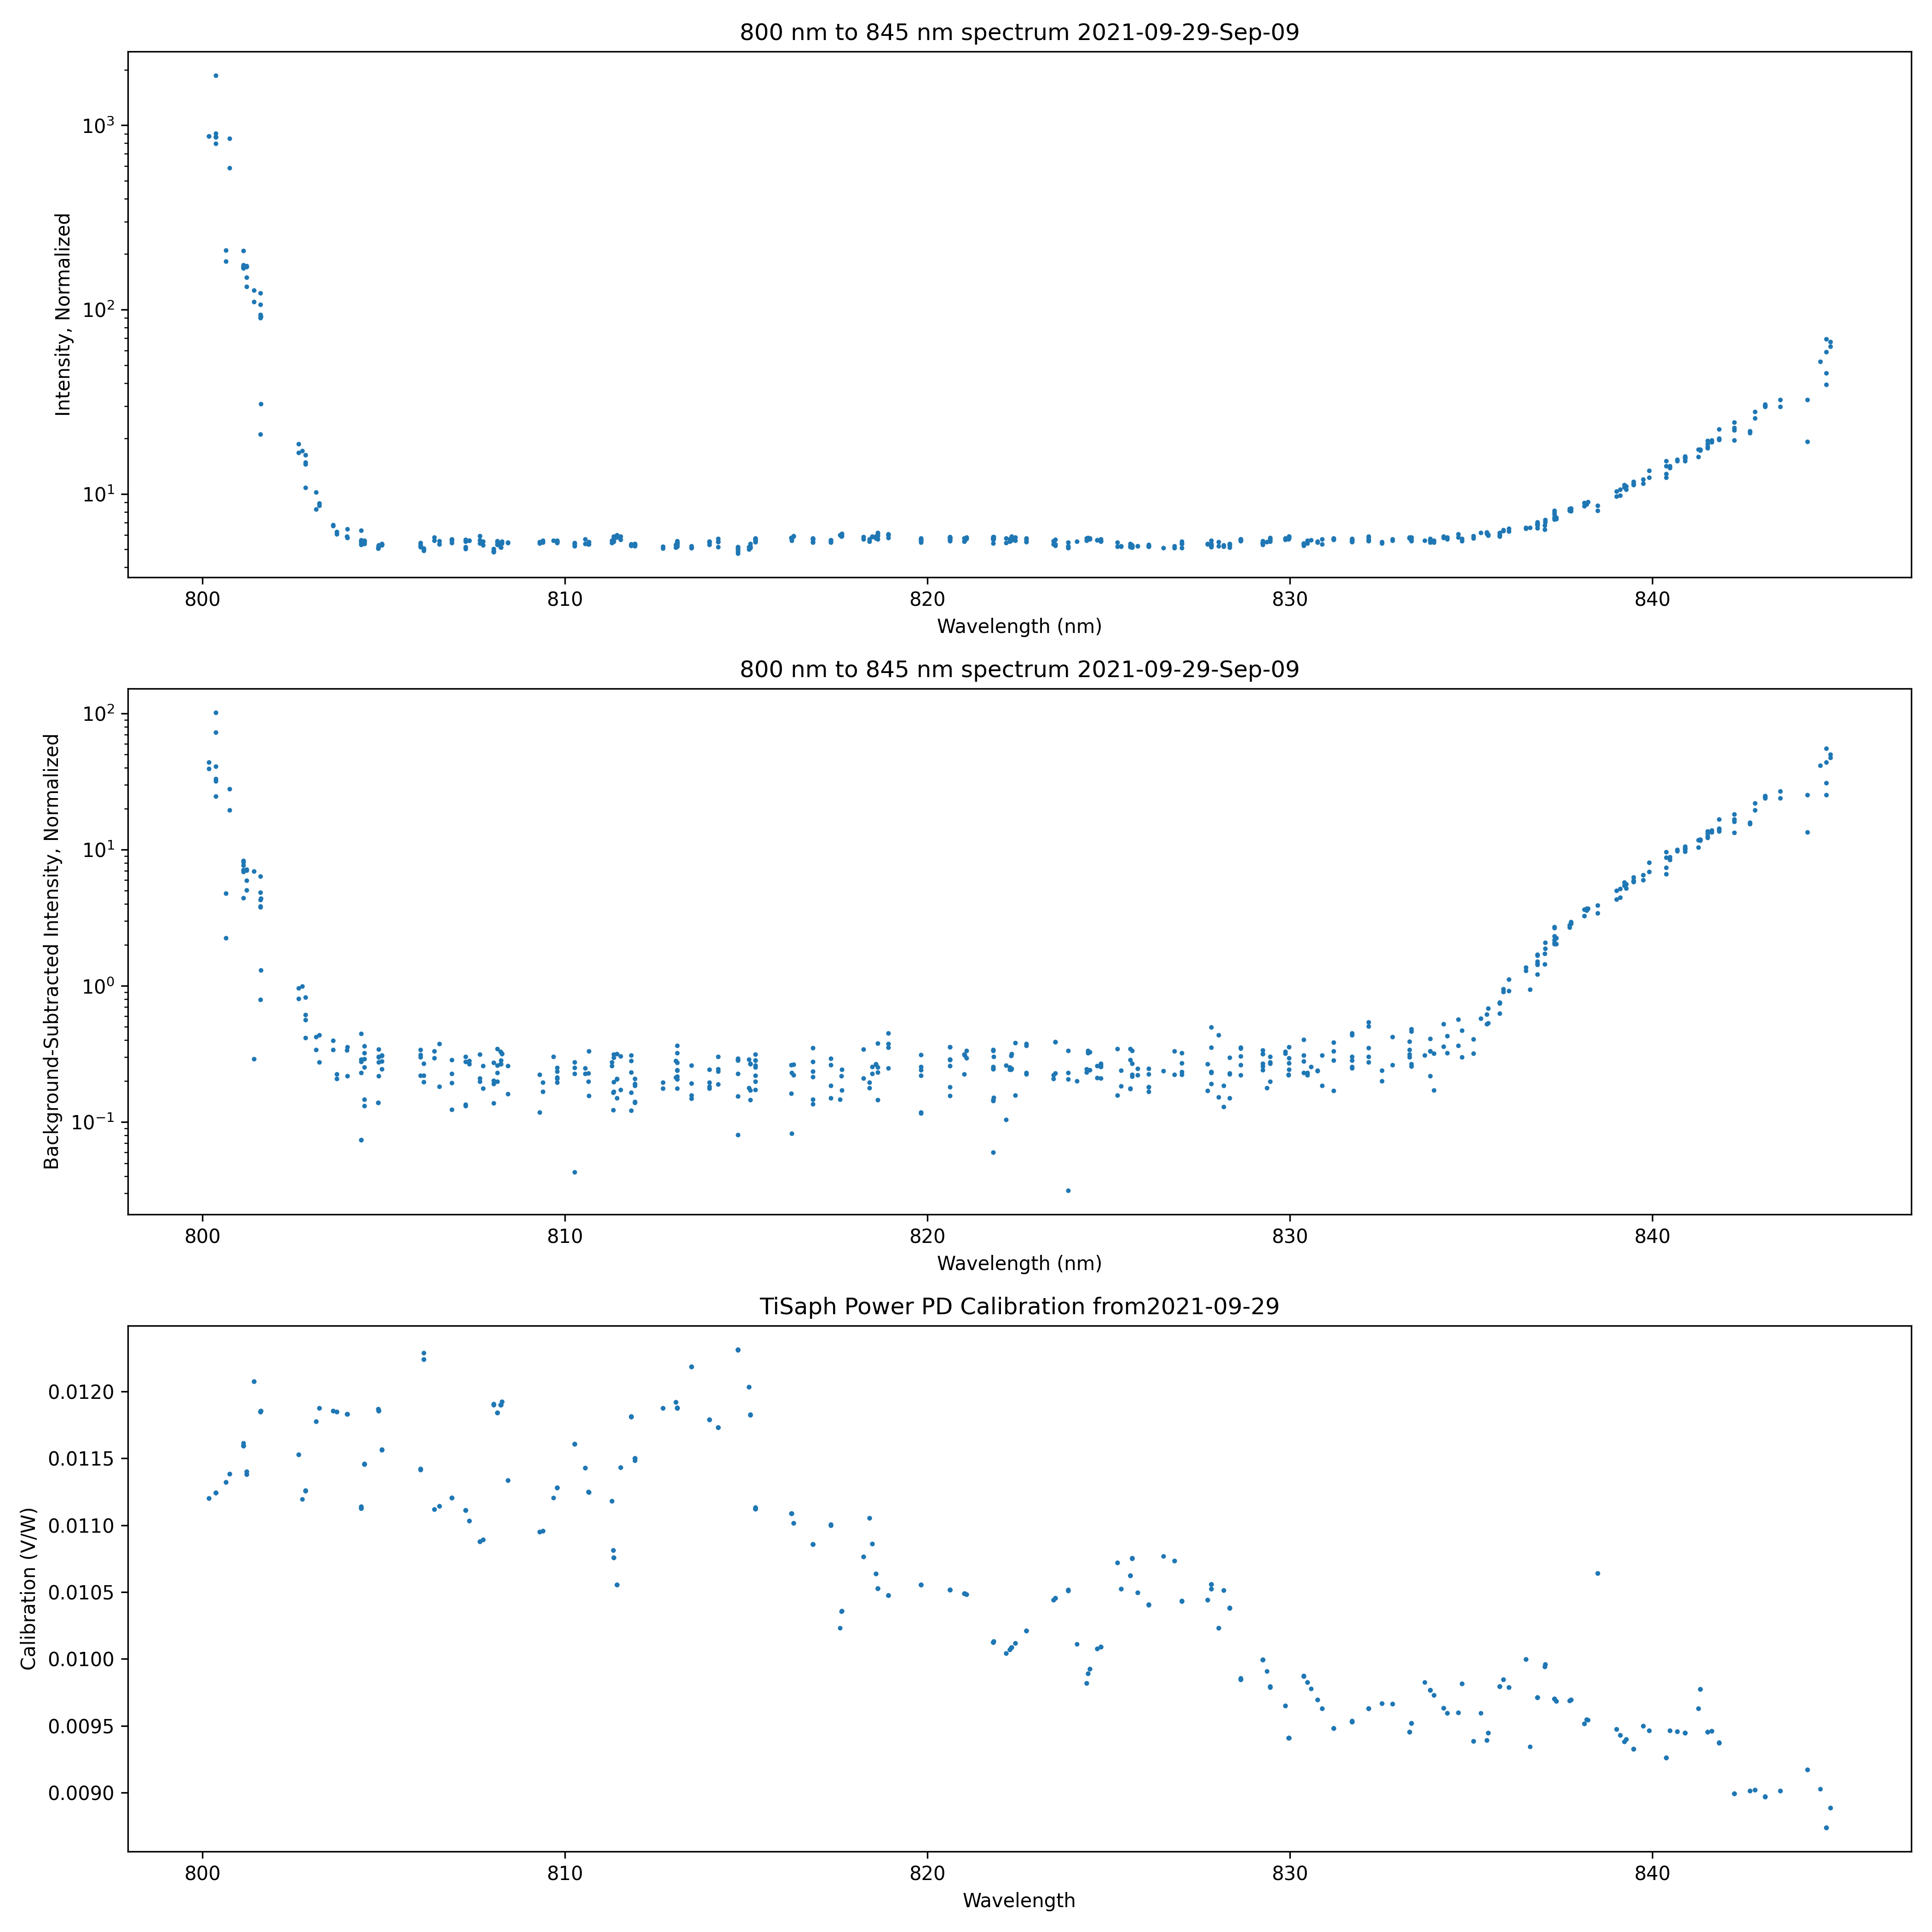 800 nm to 845 nm spectrum 2021-09-29-Sep-09
Intensity, Normalized
10³
10²
10¹
800 810 820 830 840
Wavelength (nm)
800 nm to 845 nm spectrum 2021-09-29-Sep-09
Background-Subtracted Intensity, Normalized
10²
10¹
10⁰
10⁻¹
800 810 820 830 840
Wavelength (nm)
TiSaph Power PD Calibration from2021-09-29
Calibration (V/W)
0.0120
0.0115
0.0110
0.0105
0.0100
0.0095
0.0090
800 810 820 830 840
Wavelength